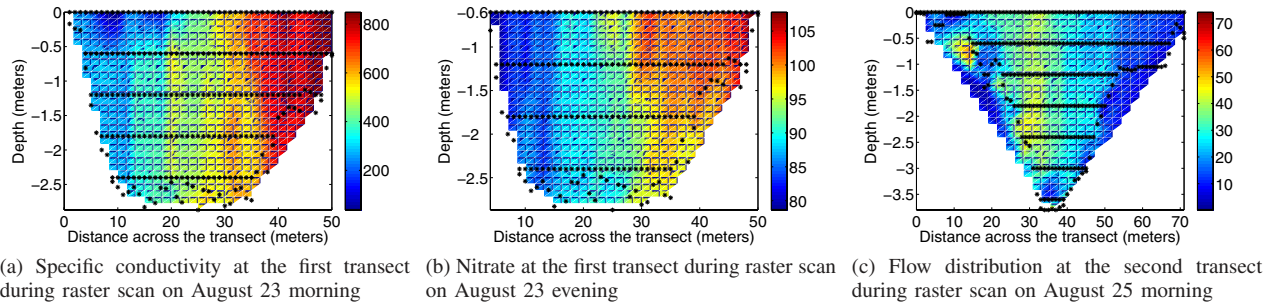 0
−0.5
−1
−1.5
−2
−2.5
Depth (meters)
0 10 20 30 40 50
Distance across the transect (meters)
800
600
400
200
−0.6
−1
−1.5
−2
−2.5
Depth (meters)
10 20 30 40 50
Distance across the transect (meters)
105
100
95
90
85
80
0
−0.5
−1
−1.5
−2
−2.5
−3
−3.5
Depth (meters)
0 10 20 30 40 50 60 70
Distance across the transect (meters)
70
60
50
40
30
20
10
(a) Specific conductivity at the first transect
during raster scan on August 23 morning
(b) Nitrate at the first transect during raster scan
on August 23 evening
(c) Flow distribution at the second transect
during raster scan on August 25 morning